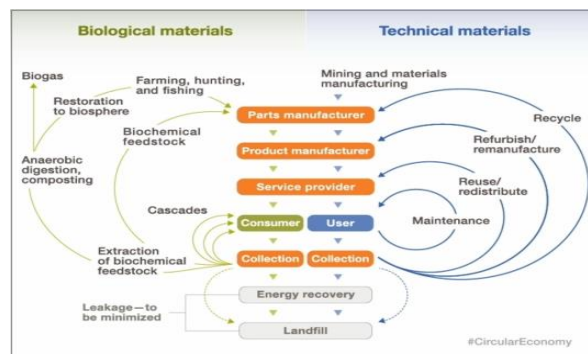 Biological materials
Technical materials
Biogas
Farming, hunting,
and fishing
Mining and materials
manufacturing
Restoration
to biosphere
Parts manufacturer
Recycle
Biochemical
feedstock
Product manufacturer
Refurbish/
remanufacture
Anaerobic
digestion,
composting
Service provider
Reuse/
redistribute
Cascades
Consumer
User
Maintenance
Extraction
of biochemical
feedstock
Collection
Collection
Energy recovery
Leakage—to
be minimized
Landfill
#CircularEconomy